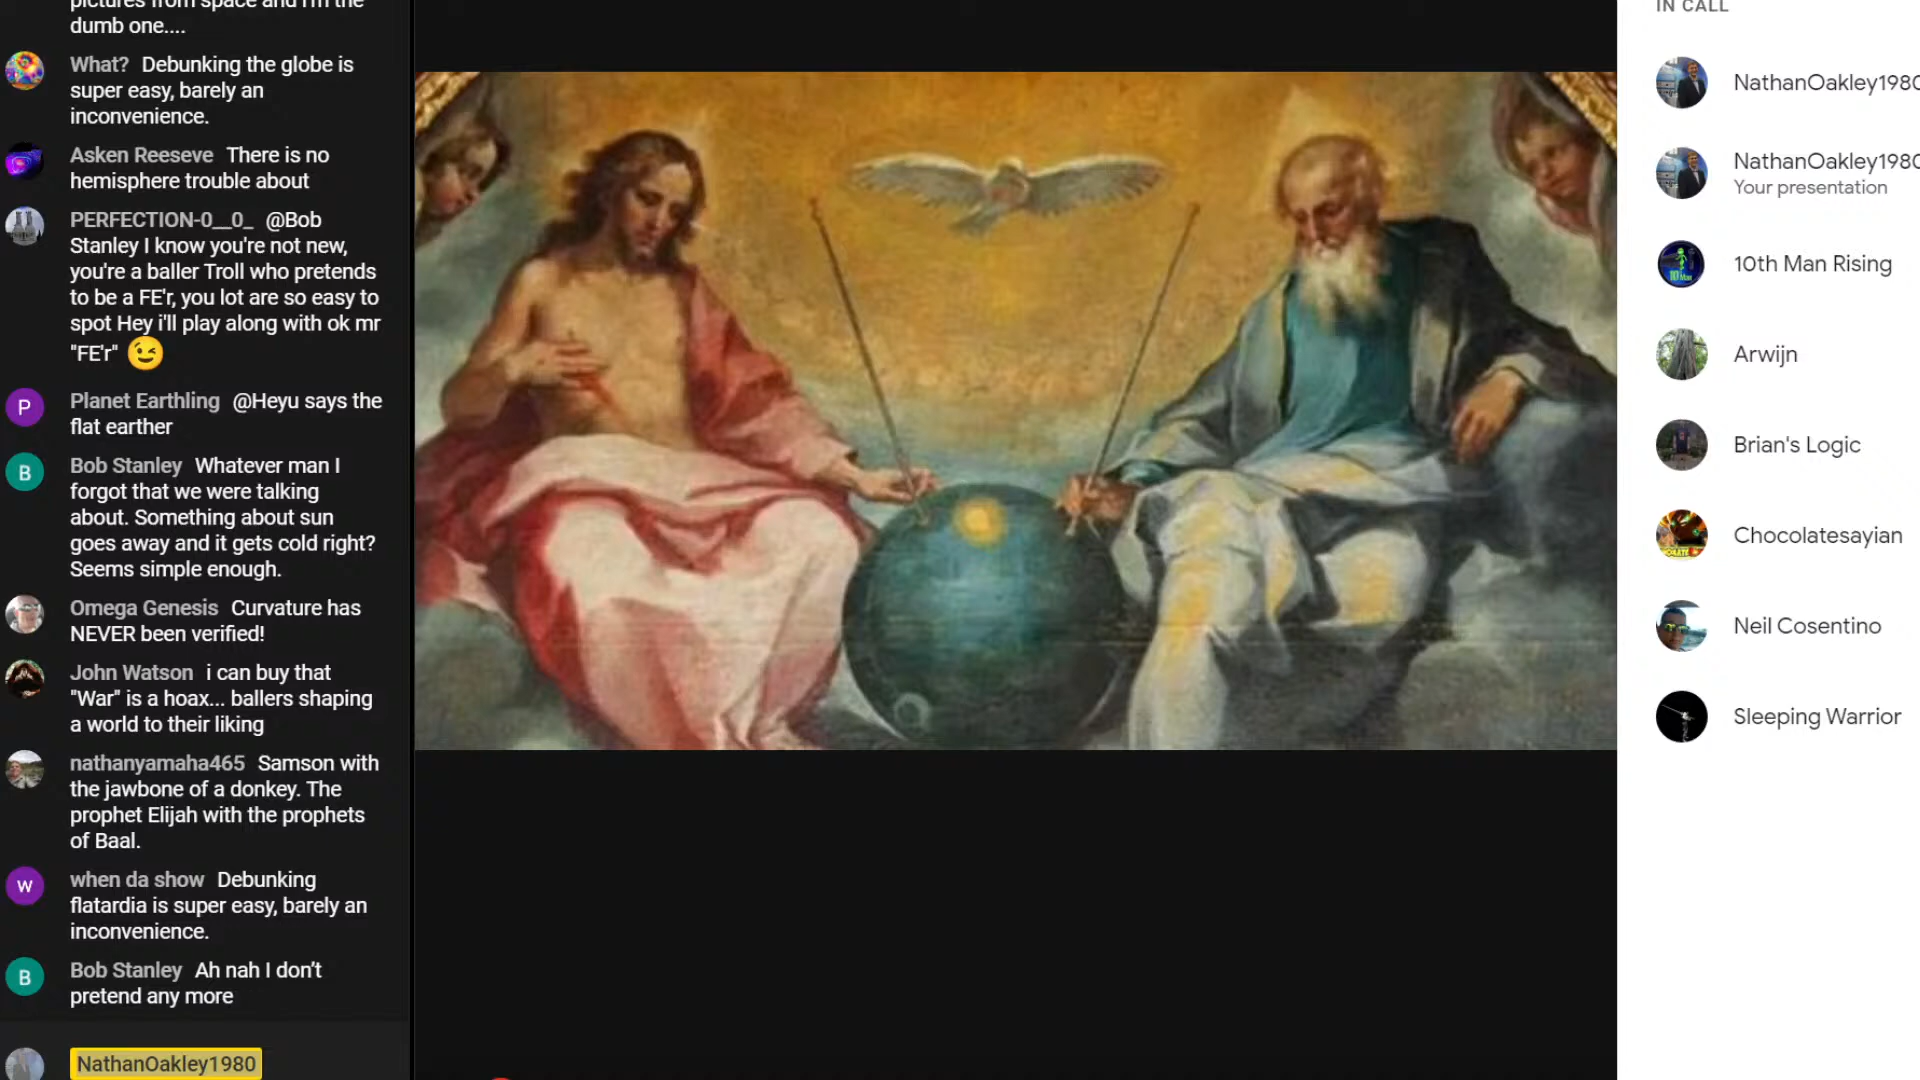 pictures from space and I'm the
dumb one....
What? Debunking the globe is
super easy, barely an
inconvenience.
Asken Reeseve There is no
hemisphere trouble about
PERFECTION-0__0_ @Bob
Stanley I know you're not new,
you're a baller Troll who pretends
to be a FE'r, you lot are so easy to
spot Hey i'll play along with ok mr
"FE'r" 😉
P
Planet Earthling @Heyu says the
flat earther
B
Bob Stanley Whatever man I
forgot that we were talking
about. Something about sun
goes away and it gets cold right?
Seems simple enough.
Omega Genesis Curvature has
NEVER been verified!
John Watson i can buy that
"War" is a hoax... ballers shaping
a world to their liking
nathanyamaha465 Samson with
the jawbone of a donkey. The
prophet Elijah with the prophets
of Baal.
W
when da show Debunking
flatardia is super easy, barely an
inconvenience.
B
Bob Stanley Ah nah I don't
pretend any more
NathanOakley1980
IN CALL
NathanOakley1980
NathanOakley1980
Your presentation
10th Man Rising
Arwijn
Brian's Logic
Chocolatesayian
Neil Cosentino
Sleeping Warrior